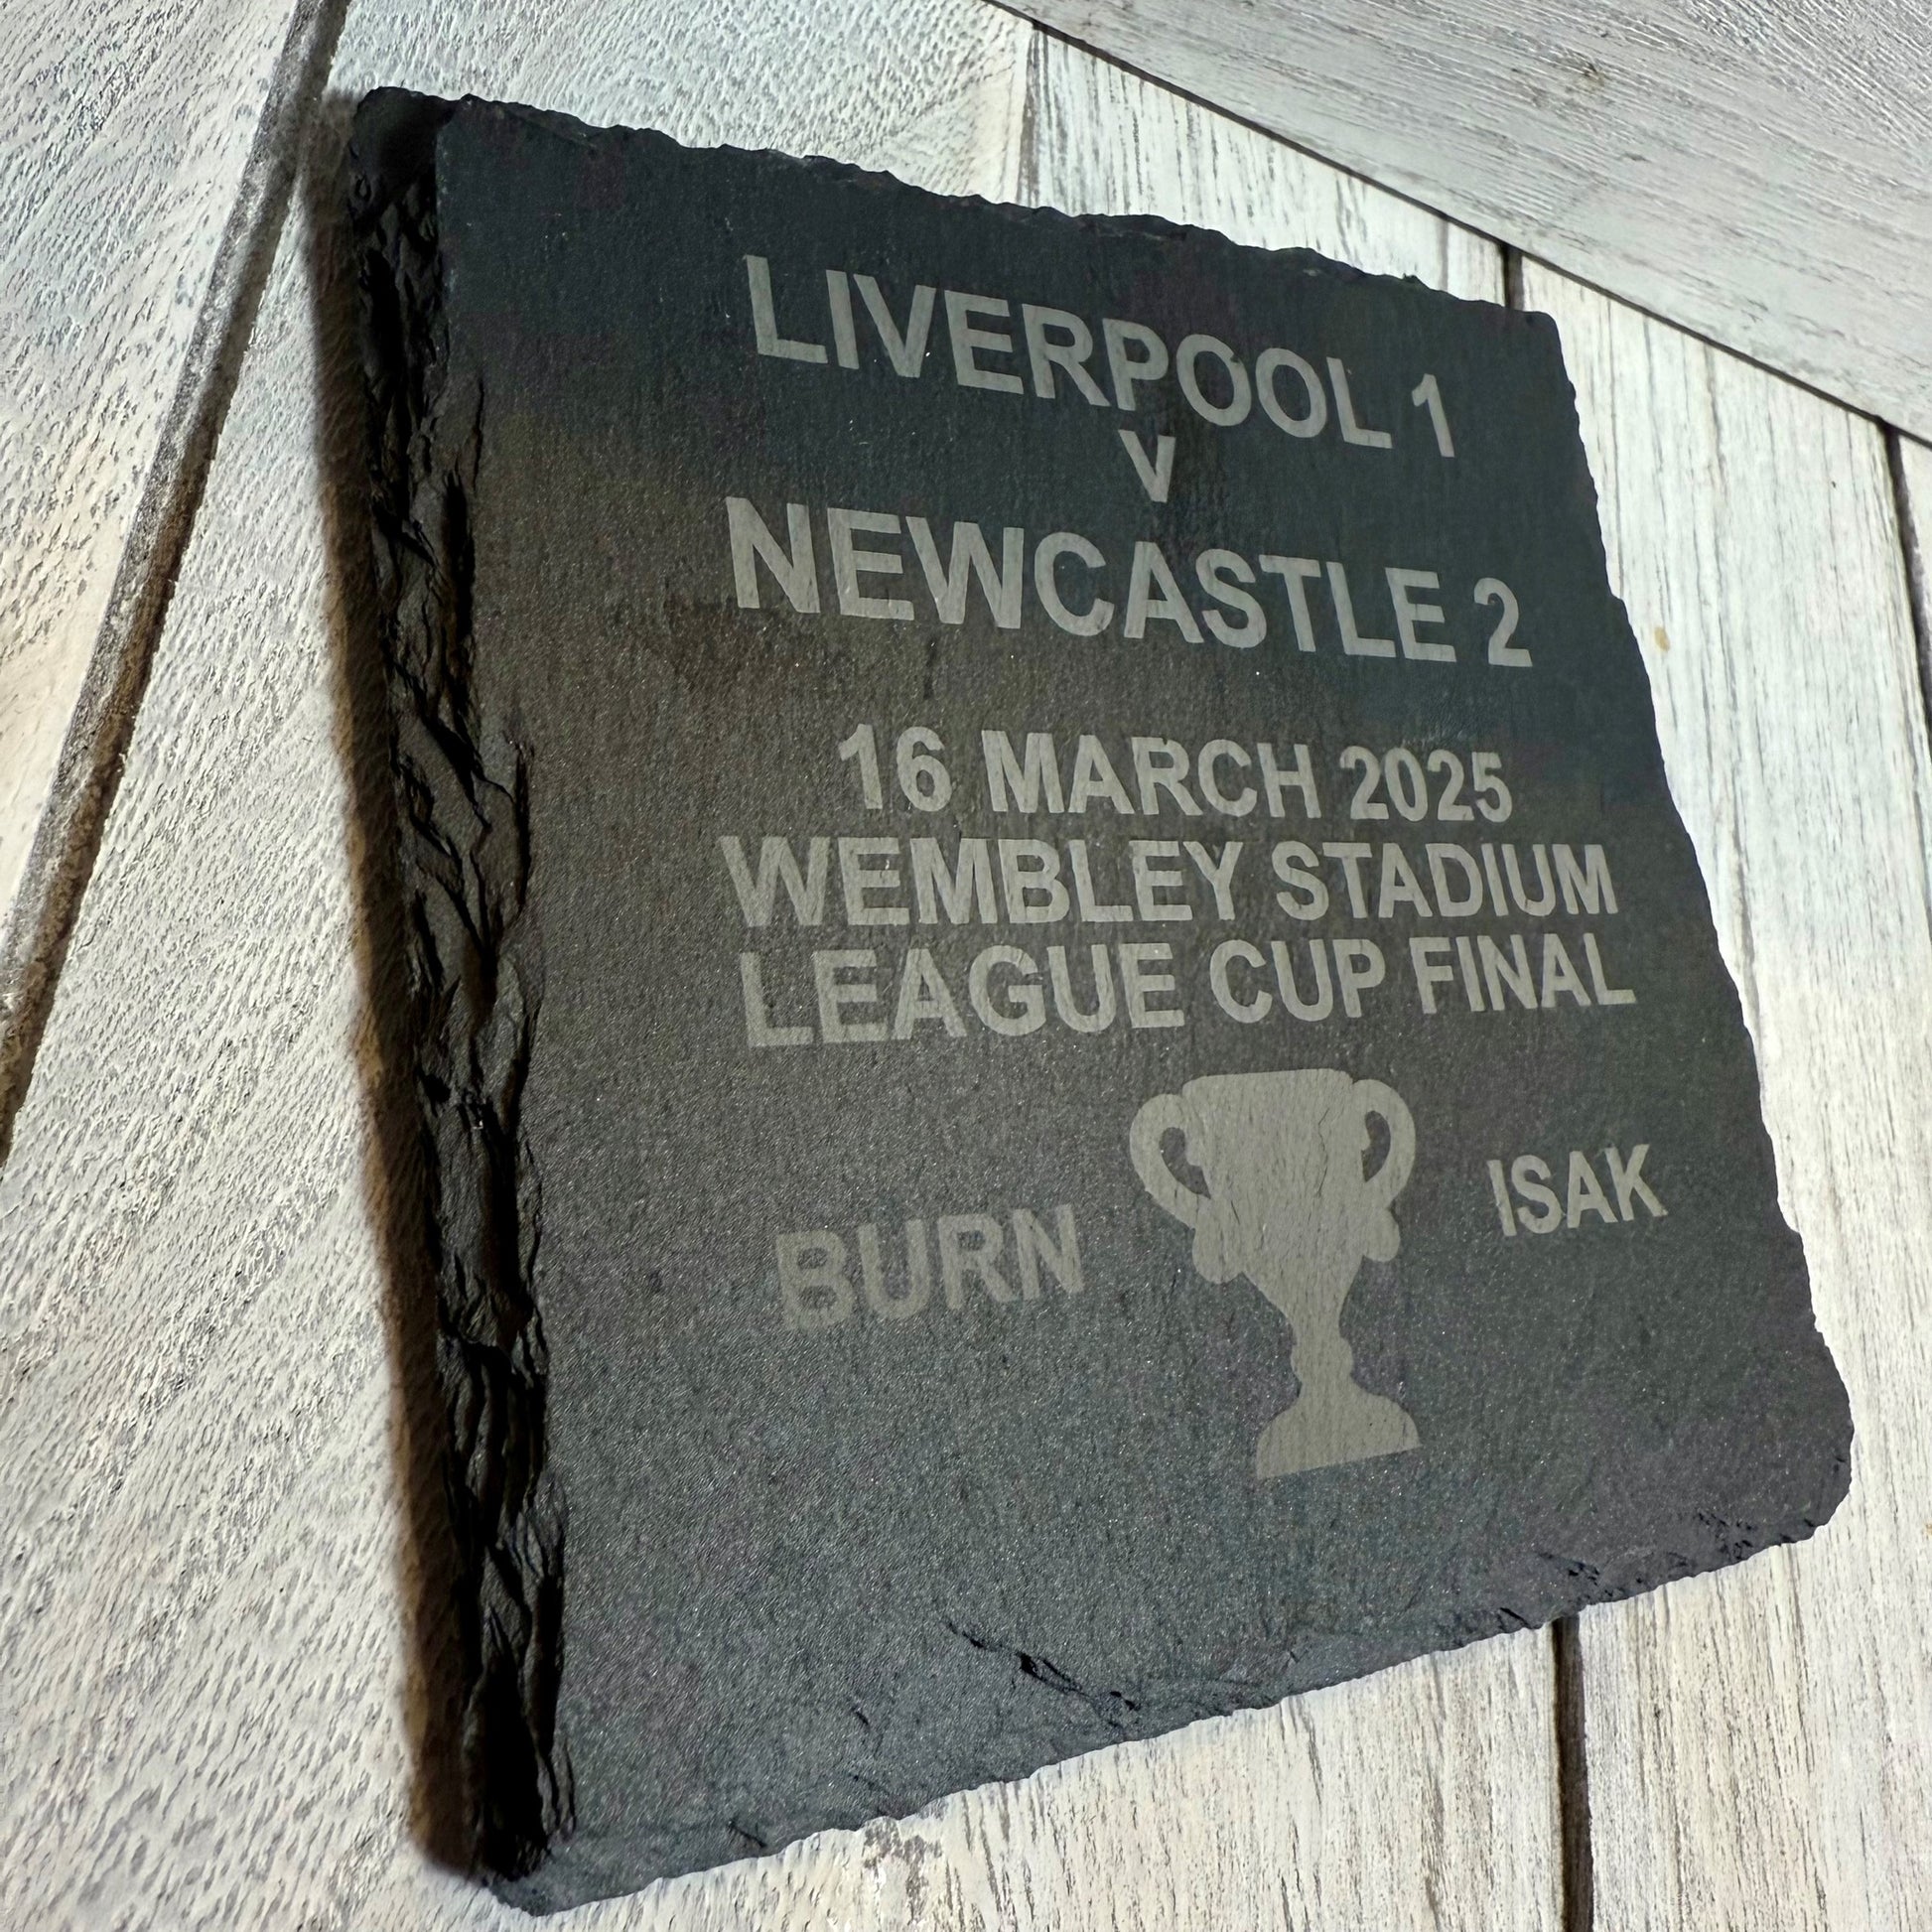 LIVERPOOL 1
V
NEWCASTLE 2
16 MARCH 2025
WEMBLEY STADIUM
LEAGUE CUP FINAL
BURN ISAK